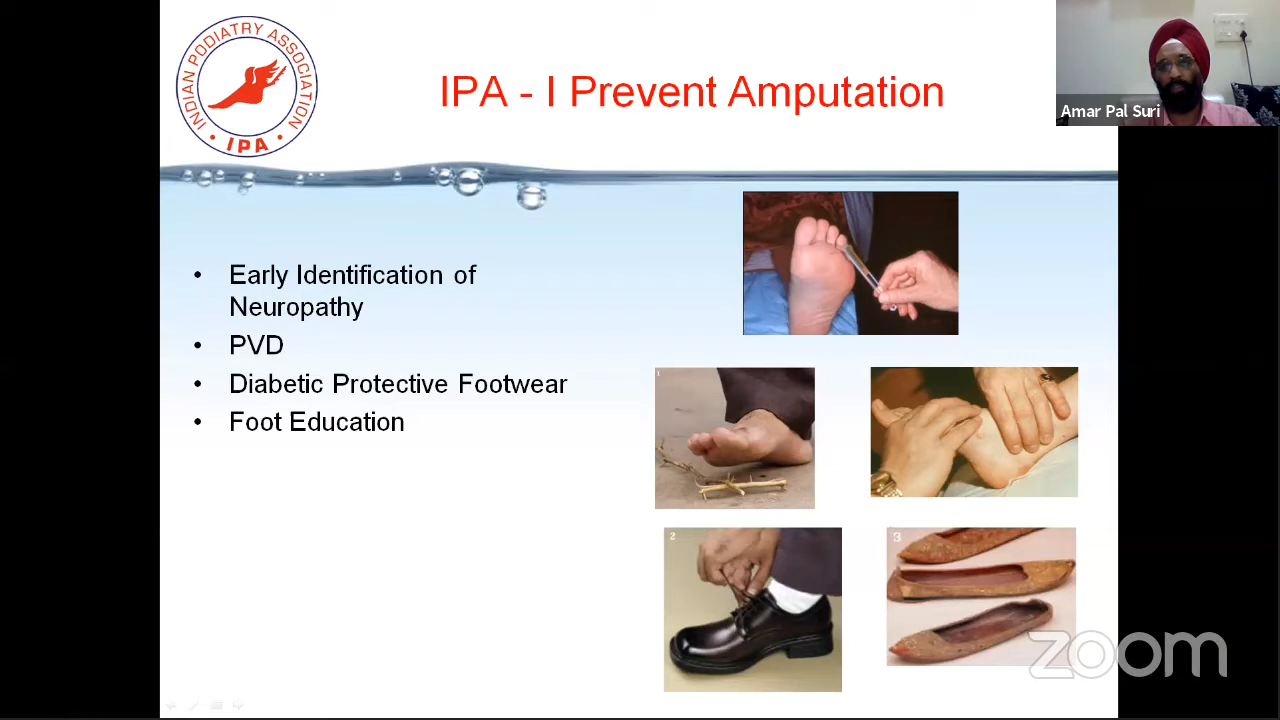 INDIAN PODIATRY ASSOCIATION
• IPA •
IPA - I Prevent Amputation
Amar Pal Suri
• Early Identification of
Neuropathy
• PVD
• Diabetic Protective Footwear
• Foot Education
1
2
3
zoom